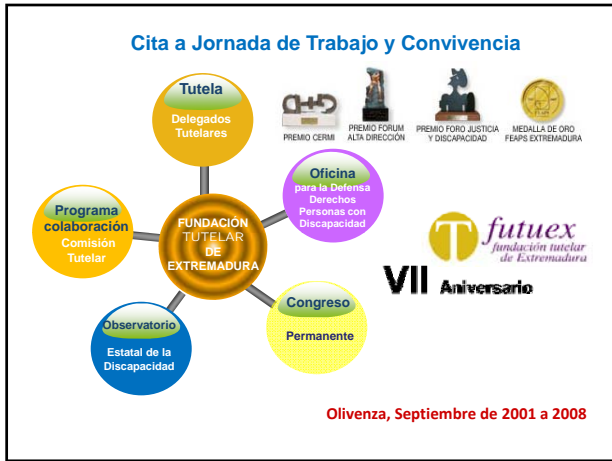 Cita a Jornada de Trabajo y Convivencia
Tutela
Delegados
Tutelares
PREMIO CERMI
PREMIO FORUM
ALTA DIRECCIÓN
PREMIO FORO JUSTICIA
Y DISCAPACIDAD
MEDALLA DE ORO
FEAPS EXTREMADURA
Oficina
para la Defensa
Derechos
Personas con
Discapacidad
Programa
colaboración
Comisión
Tutelar
FUNDACIÓN
TUTELAR
DE
EXTREMADURA
futuex
fundación tutelar
de Extremadura
VII Aniversario
Congreso
Permanente
Observatorio
Estatal de la
Discapacidad
Olivenza, Septiembre de 2001 a 2008